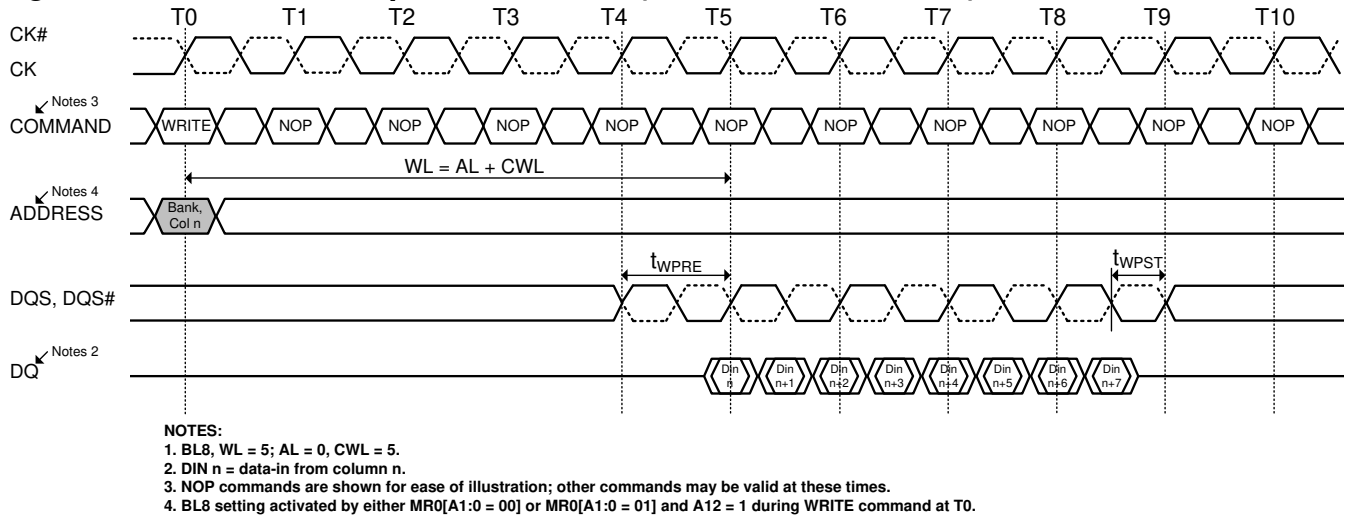 T0 T1 T2 T3 T4 T5 T6 T7 T8 T9 T10
CK#
CK
Notes 3
COMMAND WRITE NOP NOP NOP NOP NOP NOP NOP NOP NOP NOP
WL = AL + CWL
Notes 4
ADDRESS
Bank,
Col n
tWPRE tWPST
DQS, DQS#
Notes 2
DQ
Din Din Din Din Din Din Din Din
n n+1 n+2 n+3 n+4 n+5 n+6 n+7
NOTES:
1. BL8, WL = 5; AL = 0, CWL = 5.
2. DIN n = data-in from column n.
3. NOP commands are shown for ease of illustration; other commands may be valid at these times.
4. BL8 setting activated by either MR0[A1:0 = 00] or MR0[A1:0 = 01] and A12 = 1 during WRITE command at T0.